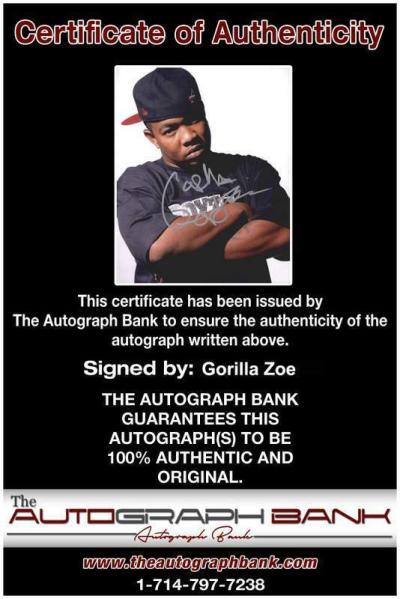 Certificate of Authenticity
This certificate has been issued by
The Autograph Bank to ensure the authenticity of the
autograph written above.
Signed by: Gorilla Zoe
THE AUTOGRAPH BANK
GUARANTEES THIS
AUTOGRAPH(S) TO BE
100% AUTHENTIC AND
ORIGINAL.
The
AUTOGRAPH BANK
Autograph Bank
www.theautographbank.com
1-714-797-7238